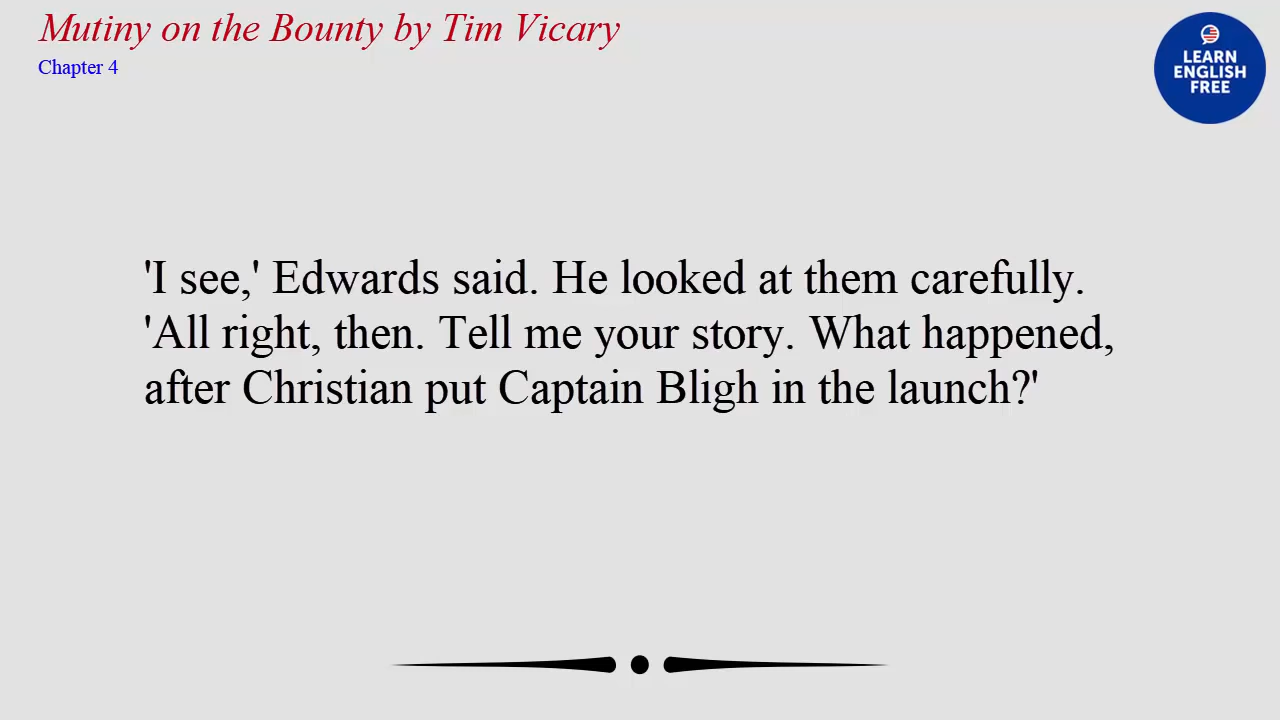 Mutiny on the Bounty by Tim Vicary
Chapter 4
LEARN
ENGLISH
FREE
'I see,' Edwards said. He looked at them carefully.
'All right, then. Tell me your story. What happened,
after Christian put Captain Bligh in the launch?'